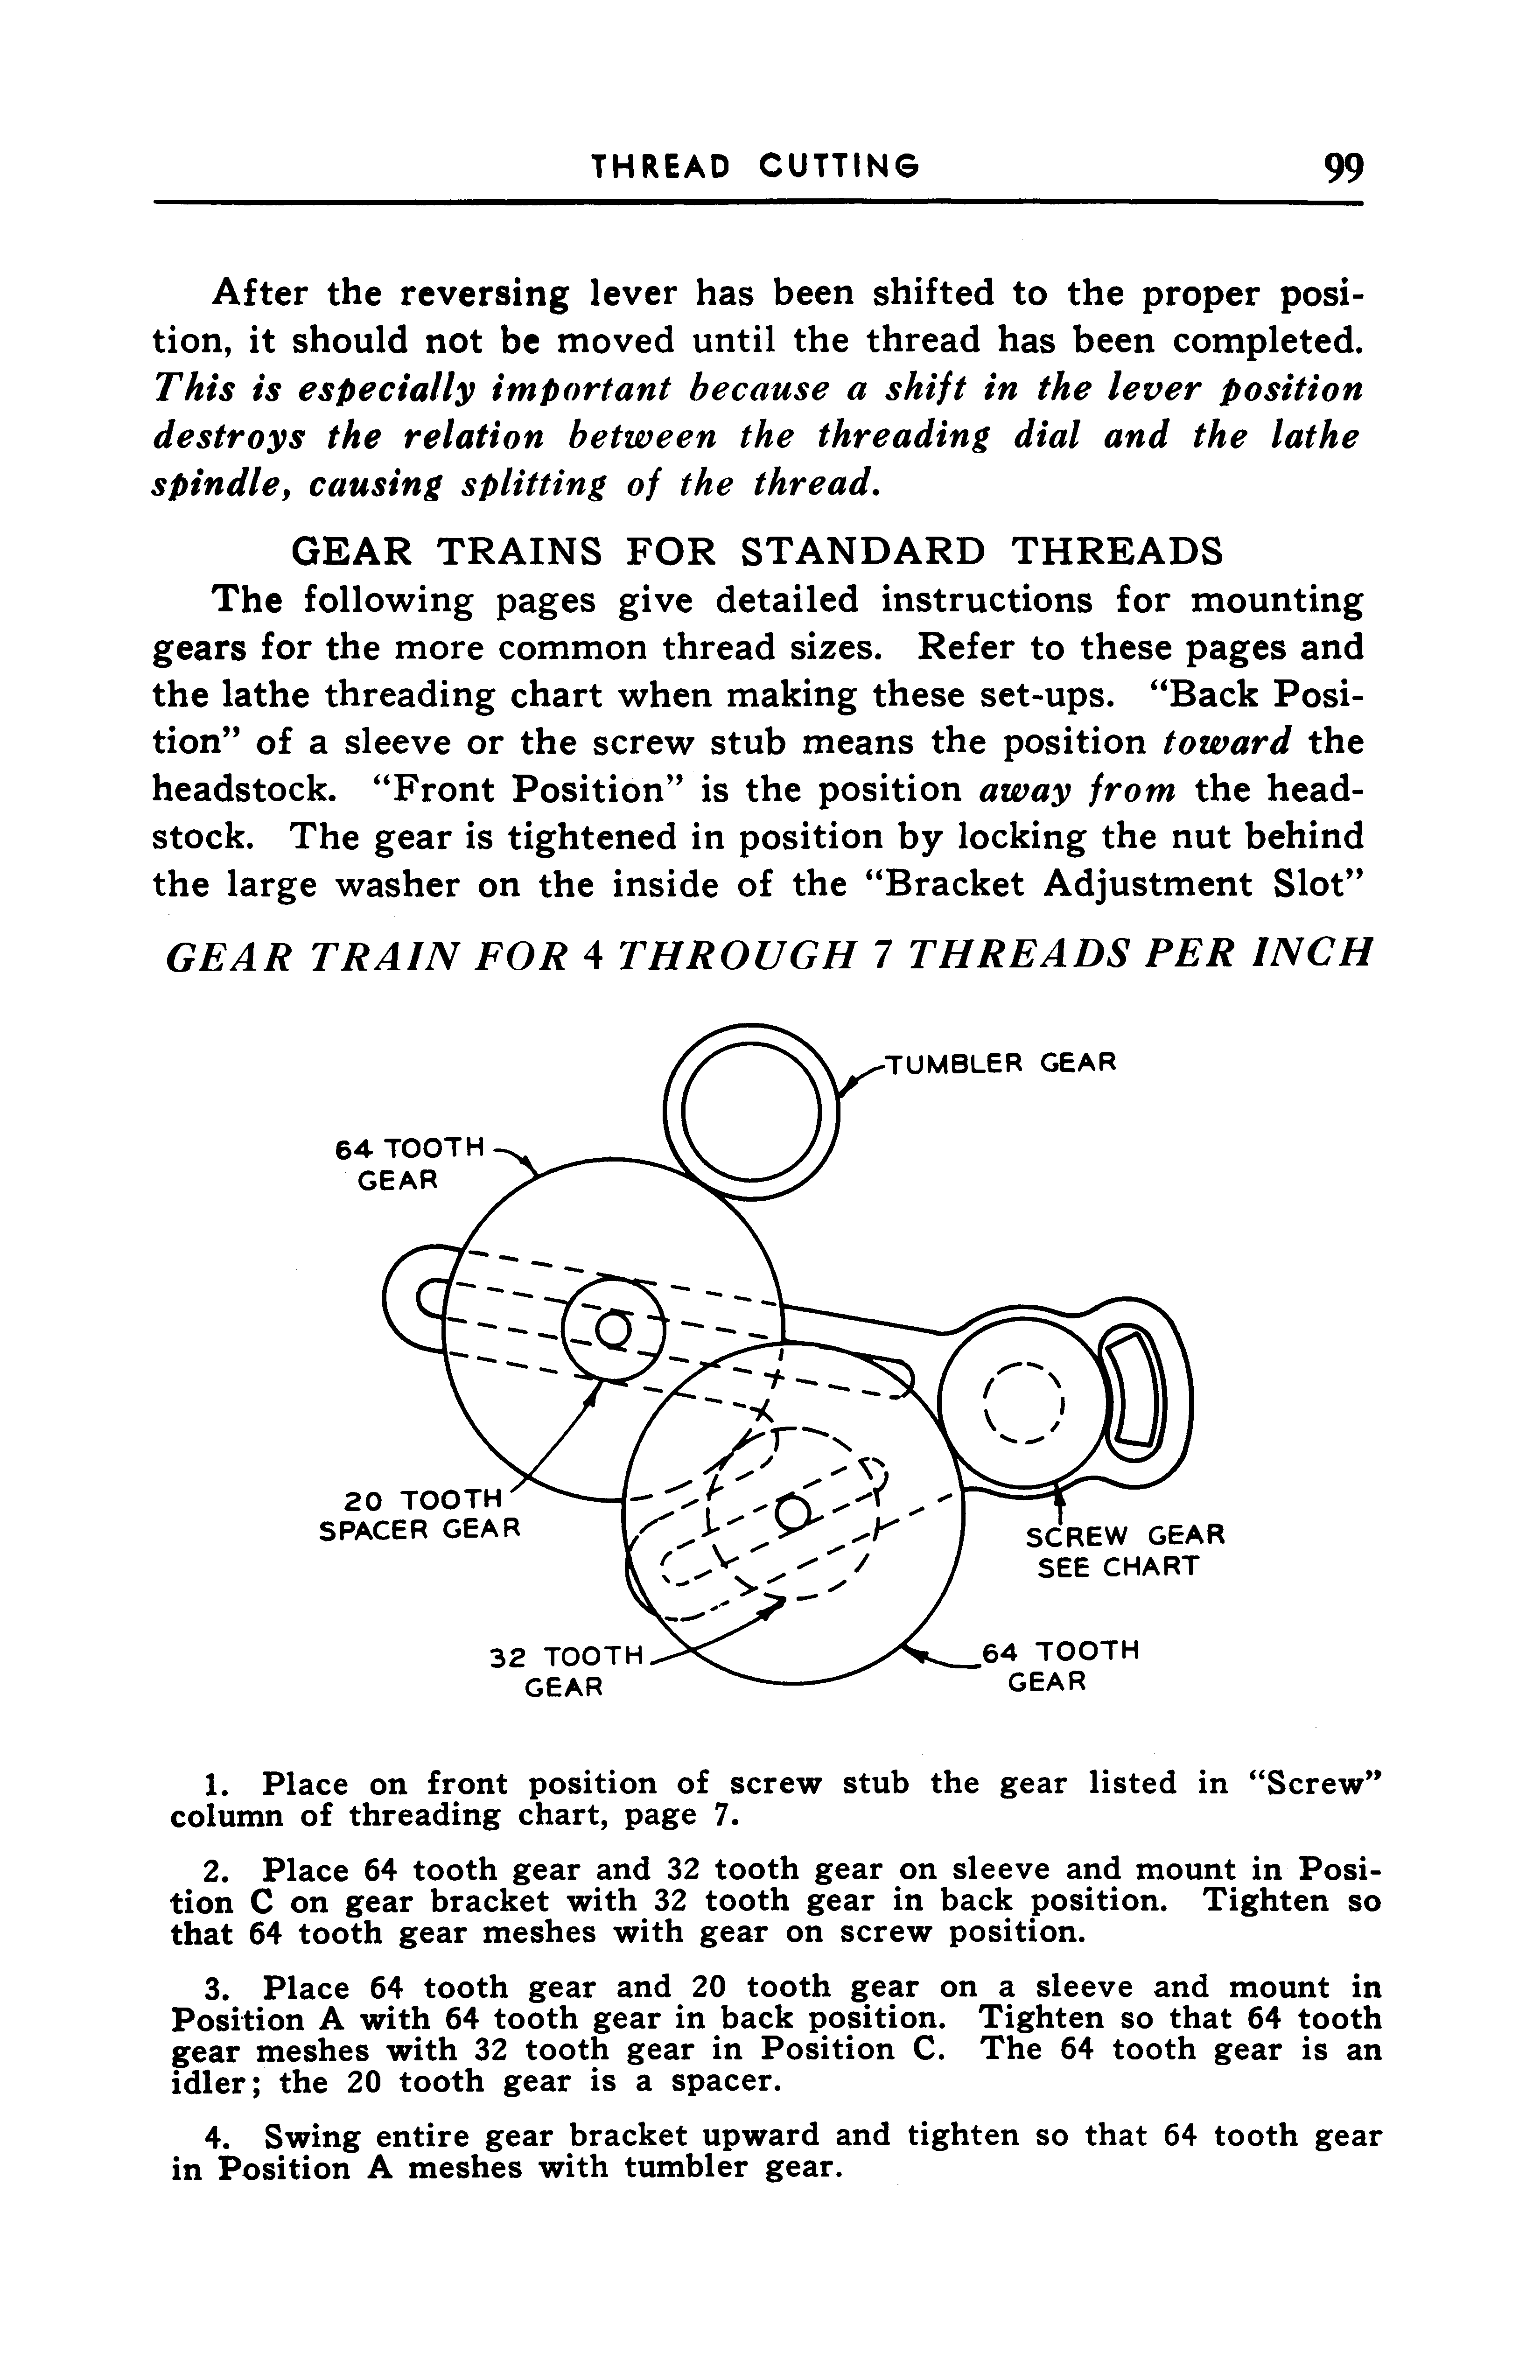 THREAD CUTTING 99
After the reversing lever has been shifted to the proper posi-
tion, it should not be moved until the thread has been completed.
This is especially important because a shift in the lever position
destroys the relation between the threading dial and the lathe
spindle, causing splitting of the thread.
GEAR TRAINS FOR STANDARD THREADS
The following pages give detailed instructions for mounting
gears for the more common thread sizes. Refer to these pages and
the lathe threading chart when making these set-ups. “Back Posi-
tion” of a sleeve or the screw stub means the position toward the
headstock. “Front Position” is the position away from the head-
stock. The gear is tightened in position by locking the nut behind
the large washer on the inside of the “Bracket Adjustment Slot”
GEAR TRAIN FOR 4 THROUGH 7 THREADS PER INCH
TUMBLER GEAR
64 TOOTH
GEAR
20 TOOTH
SPACER GEAR
SCREW GEAR
SEE CHART
32 TOOTH
GEAR
64 TOOTH
GEAR
1. Place on front position of screw stub the gear listed in “Screw”
column of threading chart, page 7.
2. Place 64 tooth gear and 32 tooth gear on sleeve and mount in Posi-
tion C on gear bracket with 32 tooth gear in back position. Tighten so
that 64 tooth gear meshes with gear on screw position.
3. Place 64 tooth gear and 20 tooth gear on a sleeve and mount in
Position A with 64 tooth gear in back position. Tighten so that 64 tooth
gear meshes with 32 tooth gear in Position C. The 64 tooth gear is an
idler; the 20 tooth gear is a spacer.
4. Swing entire gear bracket upward and tighten so that 64 tooth gear
in Position A meshes with tumbler gear.